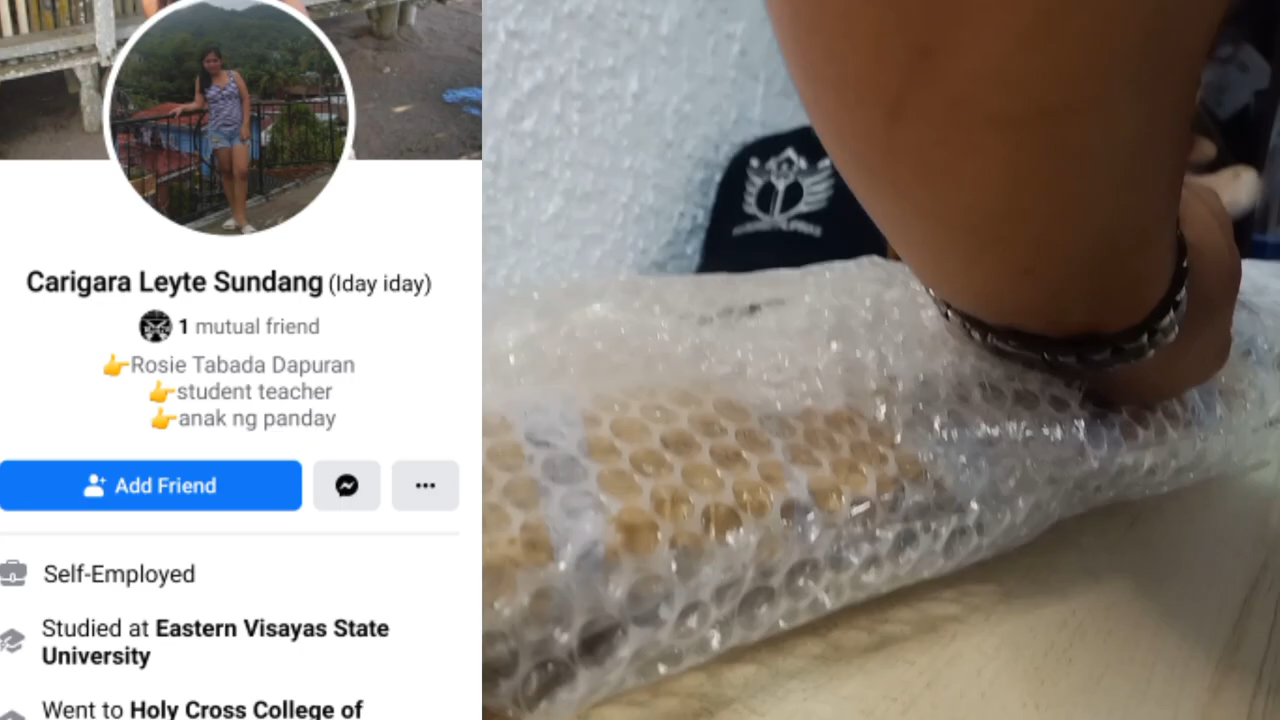 Carigara Leyte Sundang (Iday iday)
1 mutual friend
👉Rosie Tabada Dapuran
👉student teacher
👉anak ng panday
Add Friend
Self-Employed
Studied at Eastern Visayas State
University
Went to Holy Cross College of